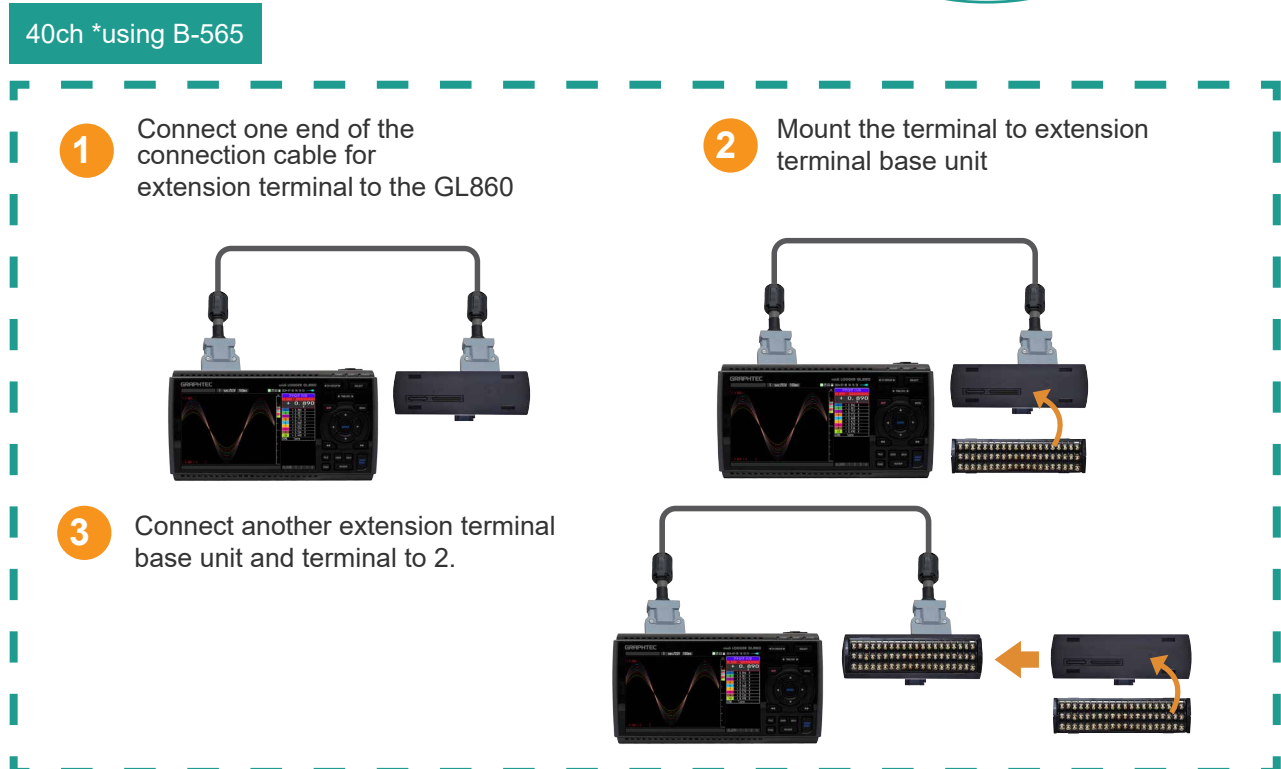 40ch *using B-565
1
Connect one end of the
connection cable for
extension terminal to the GL860
2
Mount the terminal to extension
terminal base unit
GRAPHTEC
GRAPHTEC
3
Connect another extension terminal
base unit and terminal to 2.
GRAPHTEC